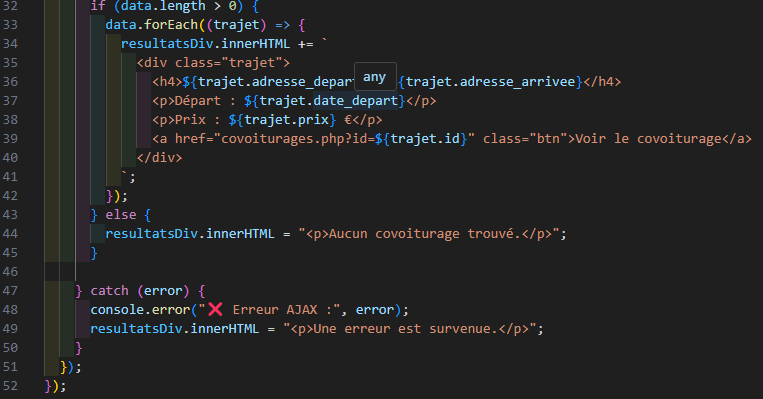 32 if (data.length > 0) {
33 data.forEach((trajet) => {
34 resultatsDiv.innerHTML += `
35 <div class="trajet">
any
36 <h4>${trajet.adresse_depart {trajet.adresse_arrivee}</h4>
37 <p>Départ : ${trajet.date_depart}</p>
38 <p>Prix : ${trajet.prix} €</p>
39 <a href="covoiturages.php?id=${trajet.id}" class="btn">Voir le covoiturage</a>
40 </div>
41 `;
42 });
43 } else {
44 resultatsDiv.innerHTML = "<p>Aucun covoiturage trouvé.</p>";
45 }
46
47 } catch (error) {
48 console.error("❌ Erreur AJAX :", error);
49 resultatsDiv.innerHTML = "<p>Une erreur est survenue.</p>";
50 }
51 });
52 });